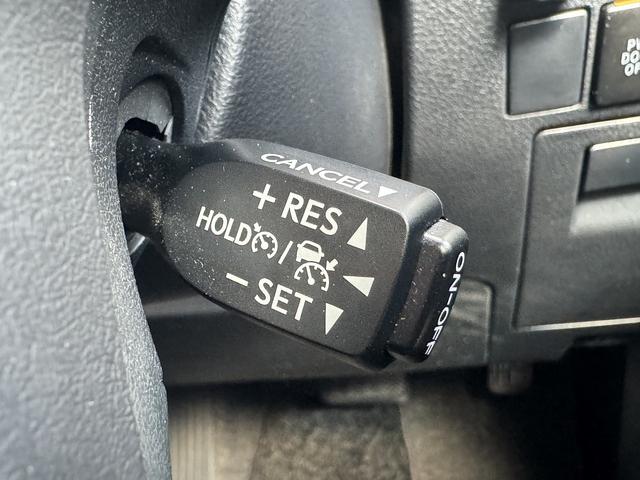 CANCEL▼
+ RES ▲
HOLD / ◀
− SET ▼
ON-OFF